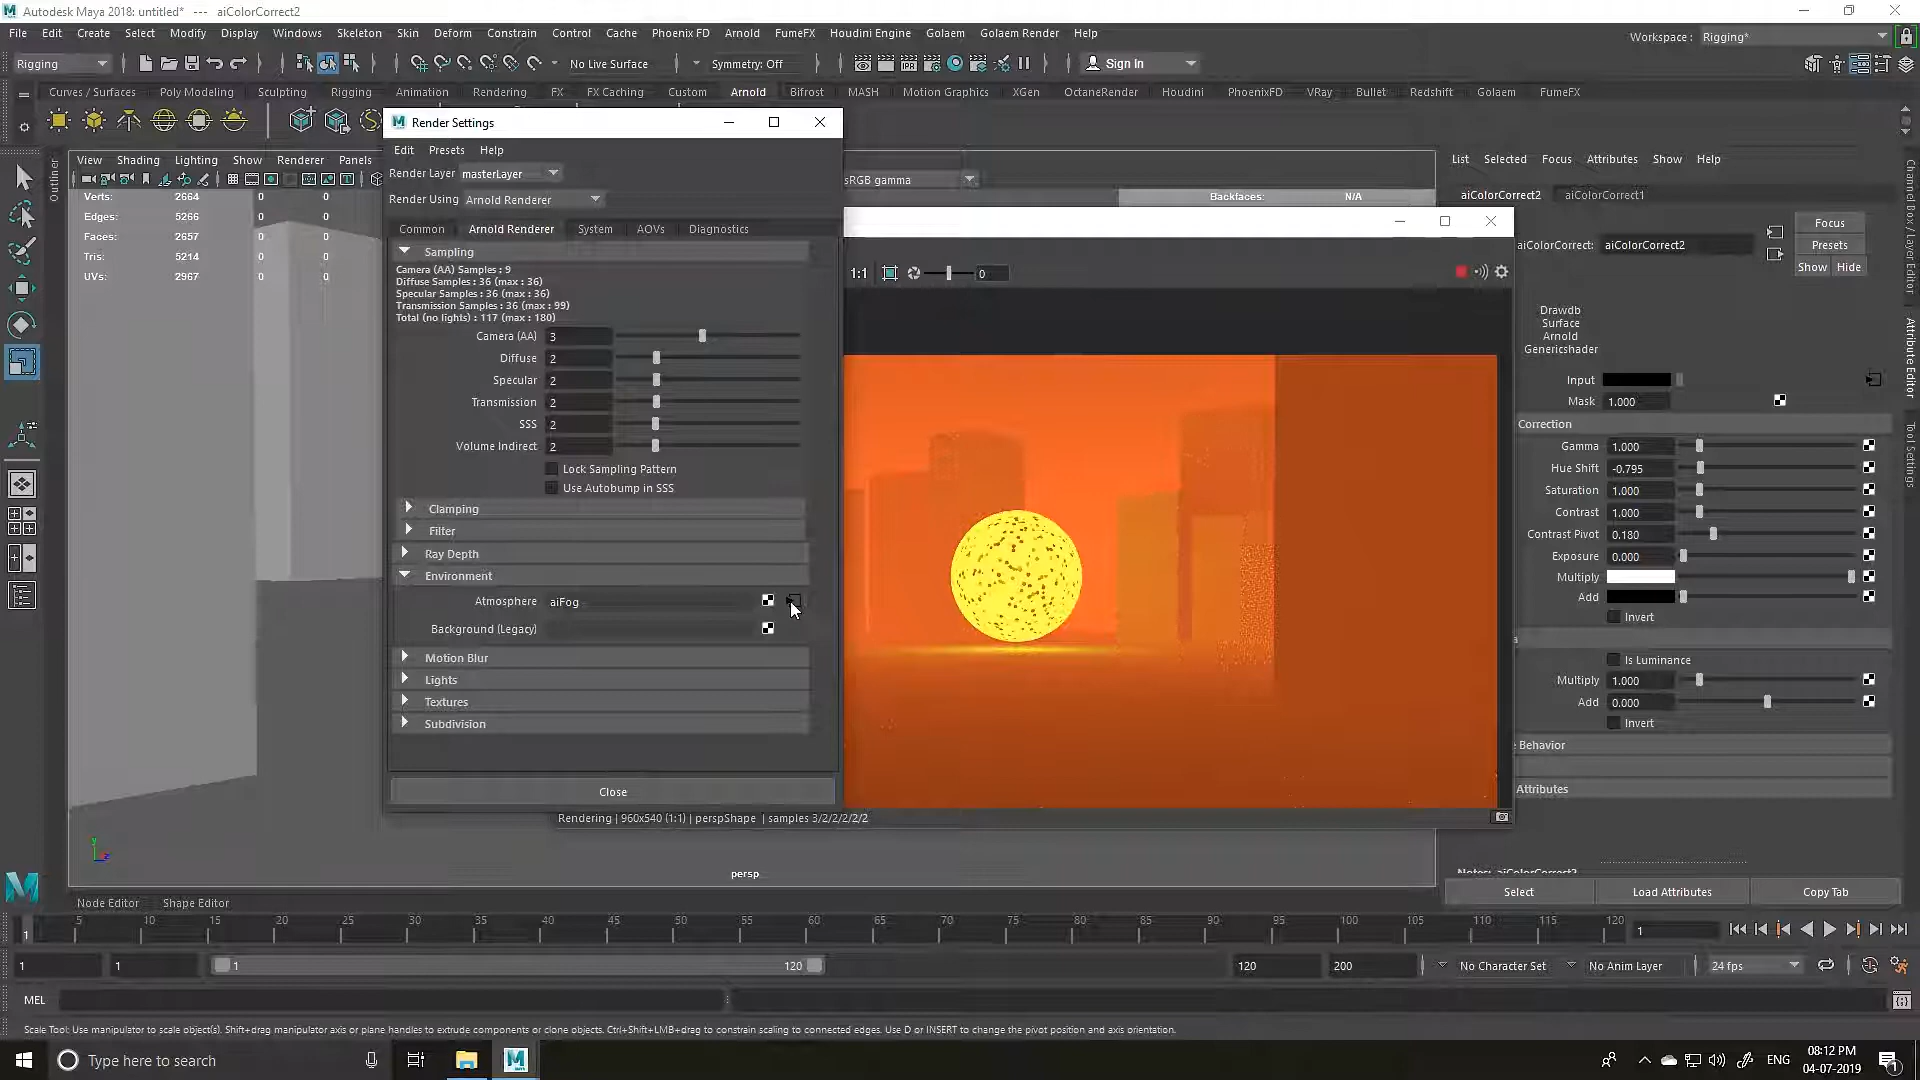 Autodesk Maya 2018: untitled*   ---   aiColorCorrect2
File Edit Create Select Modify Display Windows Skeleton Skin Deform Constrain Control Cache Phoenix FD Arnold FumeFX Houdini Engine Golaem Golaem Render Help
Workspace : Rigging*
Rigging No Live Surface Symmetry: Off Sign In
Curves / Surfaces Poly Modeling Sculpting Rigging Animation Rendering FX FX Caching Custom Arnold Bifrost MASH Motion Graphics XGen OctaneRender Houdini PhoenixFD VRay Bullet Redshift Golaem FumeFX
Outliner
View Shading Lighting Show Renderer Panels
Verts: 2664 0 0
Edges: 5266 0 0
Faces: 2657 0 0
Tris: 5214 0 0
UVs: 2967 0 0
Render Settings
Edit Presets Help
Render Layer masterLayer
Render Using Arnold Renderer
Common Arnold Renderer System AOVs Diagnostics
Sampling
Camera (AA) Samples : 9
Diffuse Samples : 36 (max : 36)
Specular Samples : 36 (max : 36)
Transmission Samples : 36 (max : 99)
Total (no lights) : 117 (max : 180)
Camera (AA) 3
Diffuse 2
Specular 2
Transmission 2
SSS 2
Volume Indirect 2
Lock Sampling Pattern
Use Autobump in SSS
Clamping
Filter
Ray Depth
Environment
Atmosphere aiFog
Background (Legacy)
Motion Blur
Lights
Textures
Subdivision
Close
sRGB gamma
Backfaces: N/A
1:1 0
Rendering | 960x540 (1:1) | perspShape | samples 3/2/2/2/2/2
persp
List Selected Focus Attributes Show Help
aiColorCorrect2 aiColorCorrect1
aiColorCorrect: aiColorCorrect2
Focus
Presets
Show Hide
Drawdb
Surface
Arnold
Genericshader
Input
Mask 1.000
Correction
Gamma 1.000
Hue Shift -0.795
Saturation 1.000
Contrast 1.000
Contrast Pivot 0.180
Exposure 0.000
Multiply
Add
Invert
Is Luminance
Multiply 1.000
Add 0.000
Invert
Behavior
Attributes
Select Load Attributes Copy Tab
Channel Box / Layer Editor
Attribute Editor
Tool Settings
Node Editor Shape Editor
5 10 15 20 25 30 35 40 45 50 55 60 65 70 75 80 85 90 95 100 105 110 115 120
1 1
1 1 1 120 120 200 No Character Set No Anim Layer 24 fps
MEL
Scale Tool: Use manipulator to scale object(s). Shift+drag manipulator axis or plane handles to extrude components or clone objects. Ctrl+Shift+LMB+drag to constrain scaling to connected edges. Use D or INSERT to change the pivot position and axis orientation.
Type here to search
ENG
08:12 PM
04-07-2019